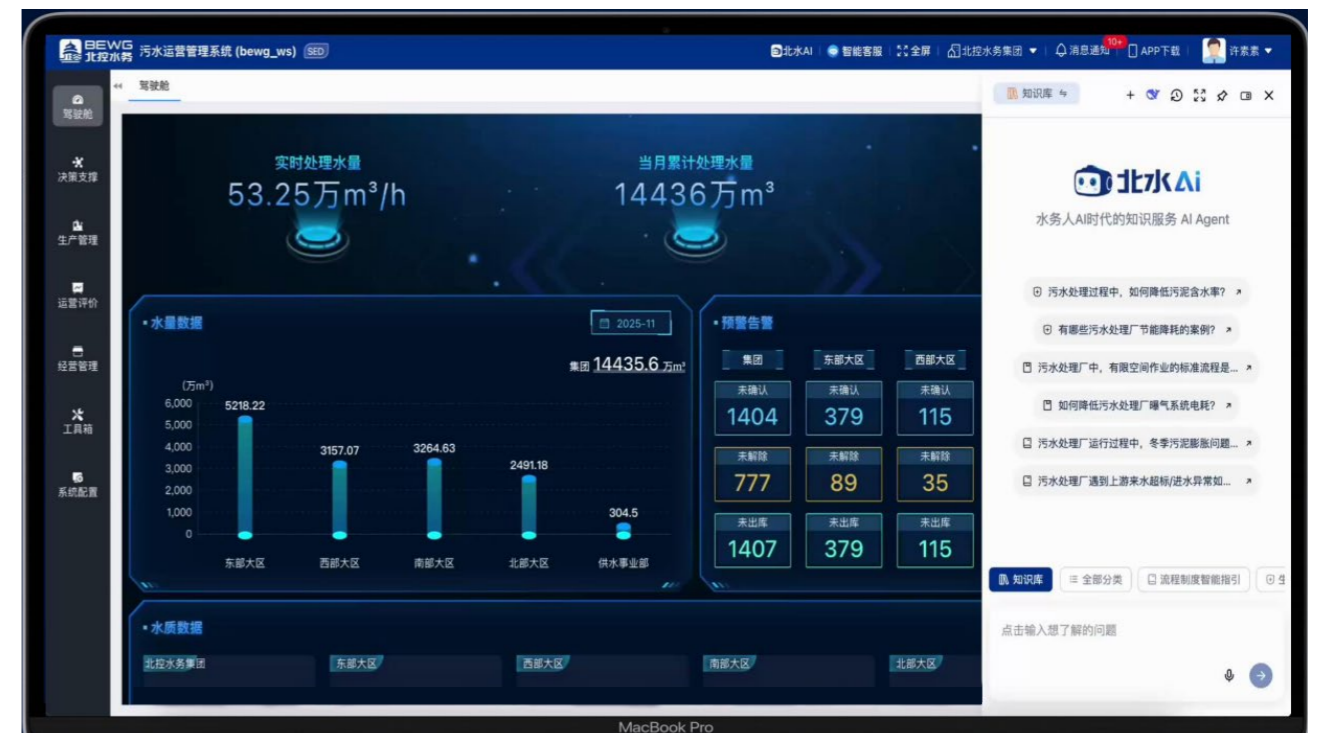 BEWG
北控水务
污水运营管理系统 (bewg_ws) SED
北水AI 智能客服 全屏 北控水务集团 消息通知 10+ APP下载 许素素
驾驶舱
决策支撑
生产管理
运营评价
经营管理
工具箱
系统配置
驾驶舱
实时处理水量
53.25万m³/h
当月累计处理水量
14436万m³
水量数据
2025-11
集团 14435.6 万m³
(万m³)
6,000
5,000
4,000
3,000
2,000
1,000
0
5218.22
3157.07
3264.63
2491.18
304.5
东部大区 西部大区 南部大区 北部大区 供水事业部
预警告警
集团 东部大区 西部大区
未确认 未确认 未确认
1404 379 115
未解除 未解除 未解除
777 89 35
未出库 未出库 未出库
1407 379 115
水质数据
北控水务集团 东部大区 西部大区 南部大区 北部大区
知识库
北水Ai
水务人AI时代的知识服务 AI Agent
污水处理过程中，如何降低污泥含水率？
有哪些污水处理厂节能降耗的案例？
污水处理厂中，有限空间作业的标准流程是...
如何降低污水处理厂曝气系统电耗？
污水处理厂运行过程中，冬季污泥膨胀问题...
污水处理厂遇到上游来水超标/进水异常如...
知识库 全部分类 流程制度智能指引
点击输入想了解的问题
MacBook Pro